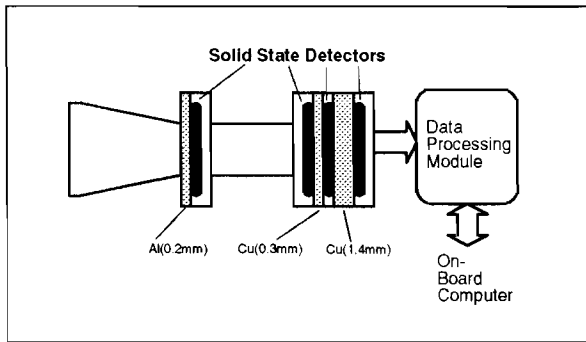 Solid State Detectors
Data
Processing
Module
Al(0.2mm)
Cu(0.3mm)
Cu(1.4mm)
On-
Board
Computer